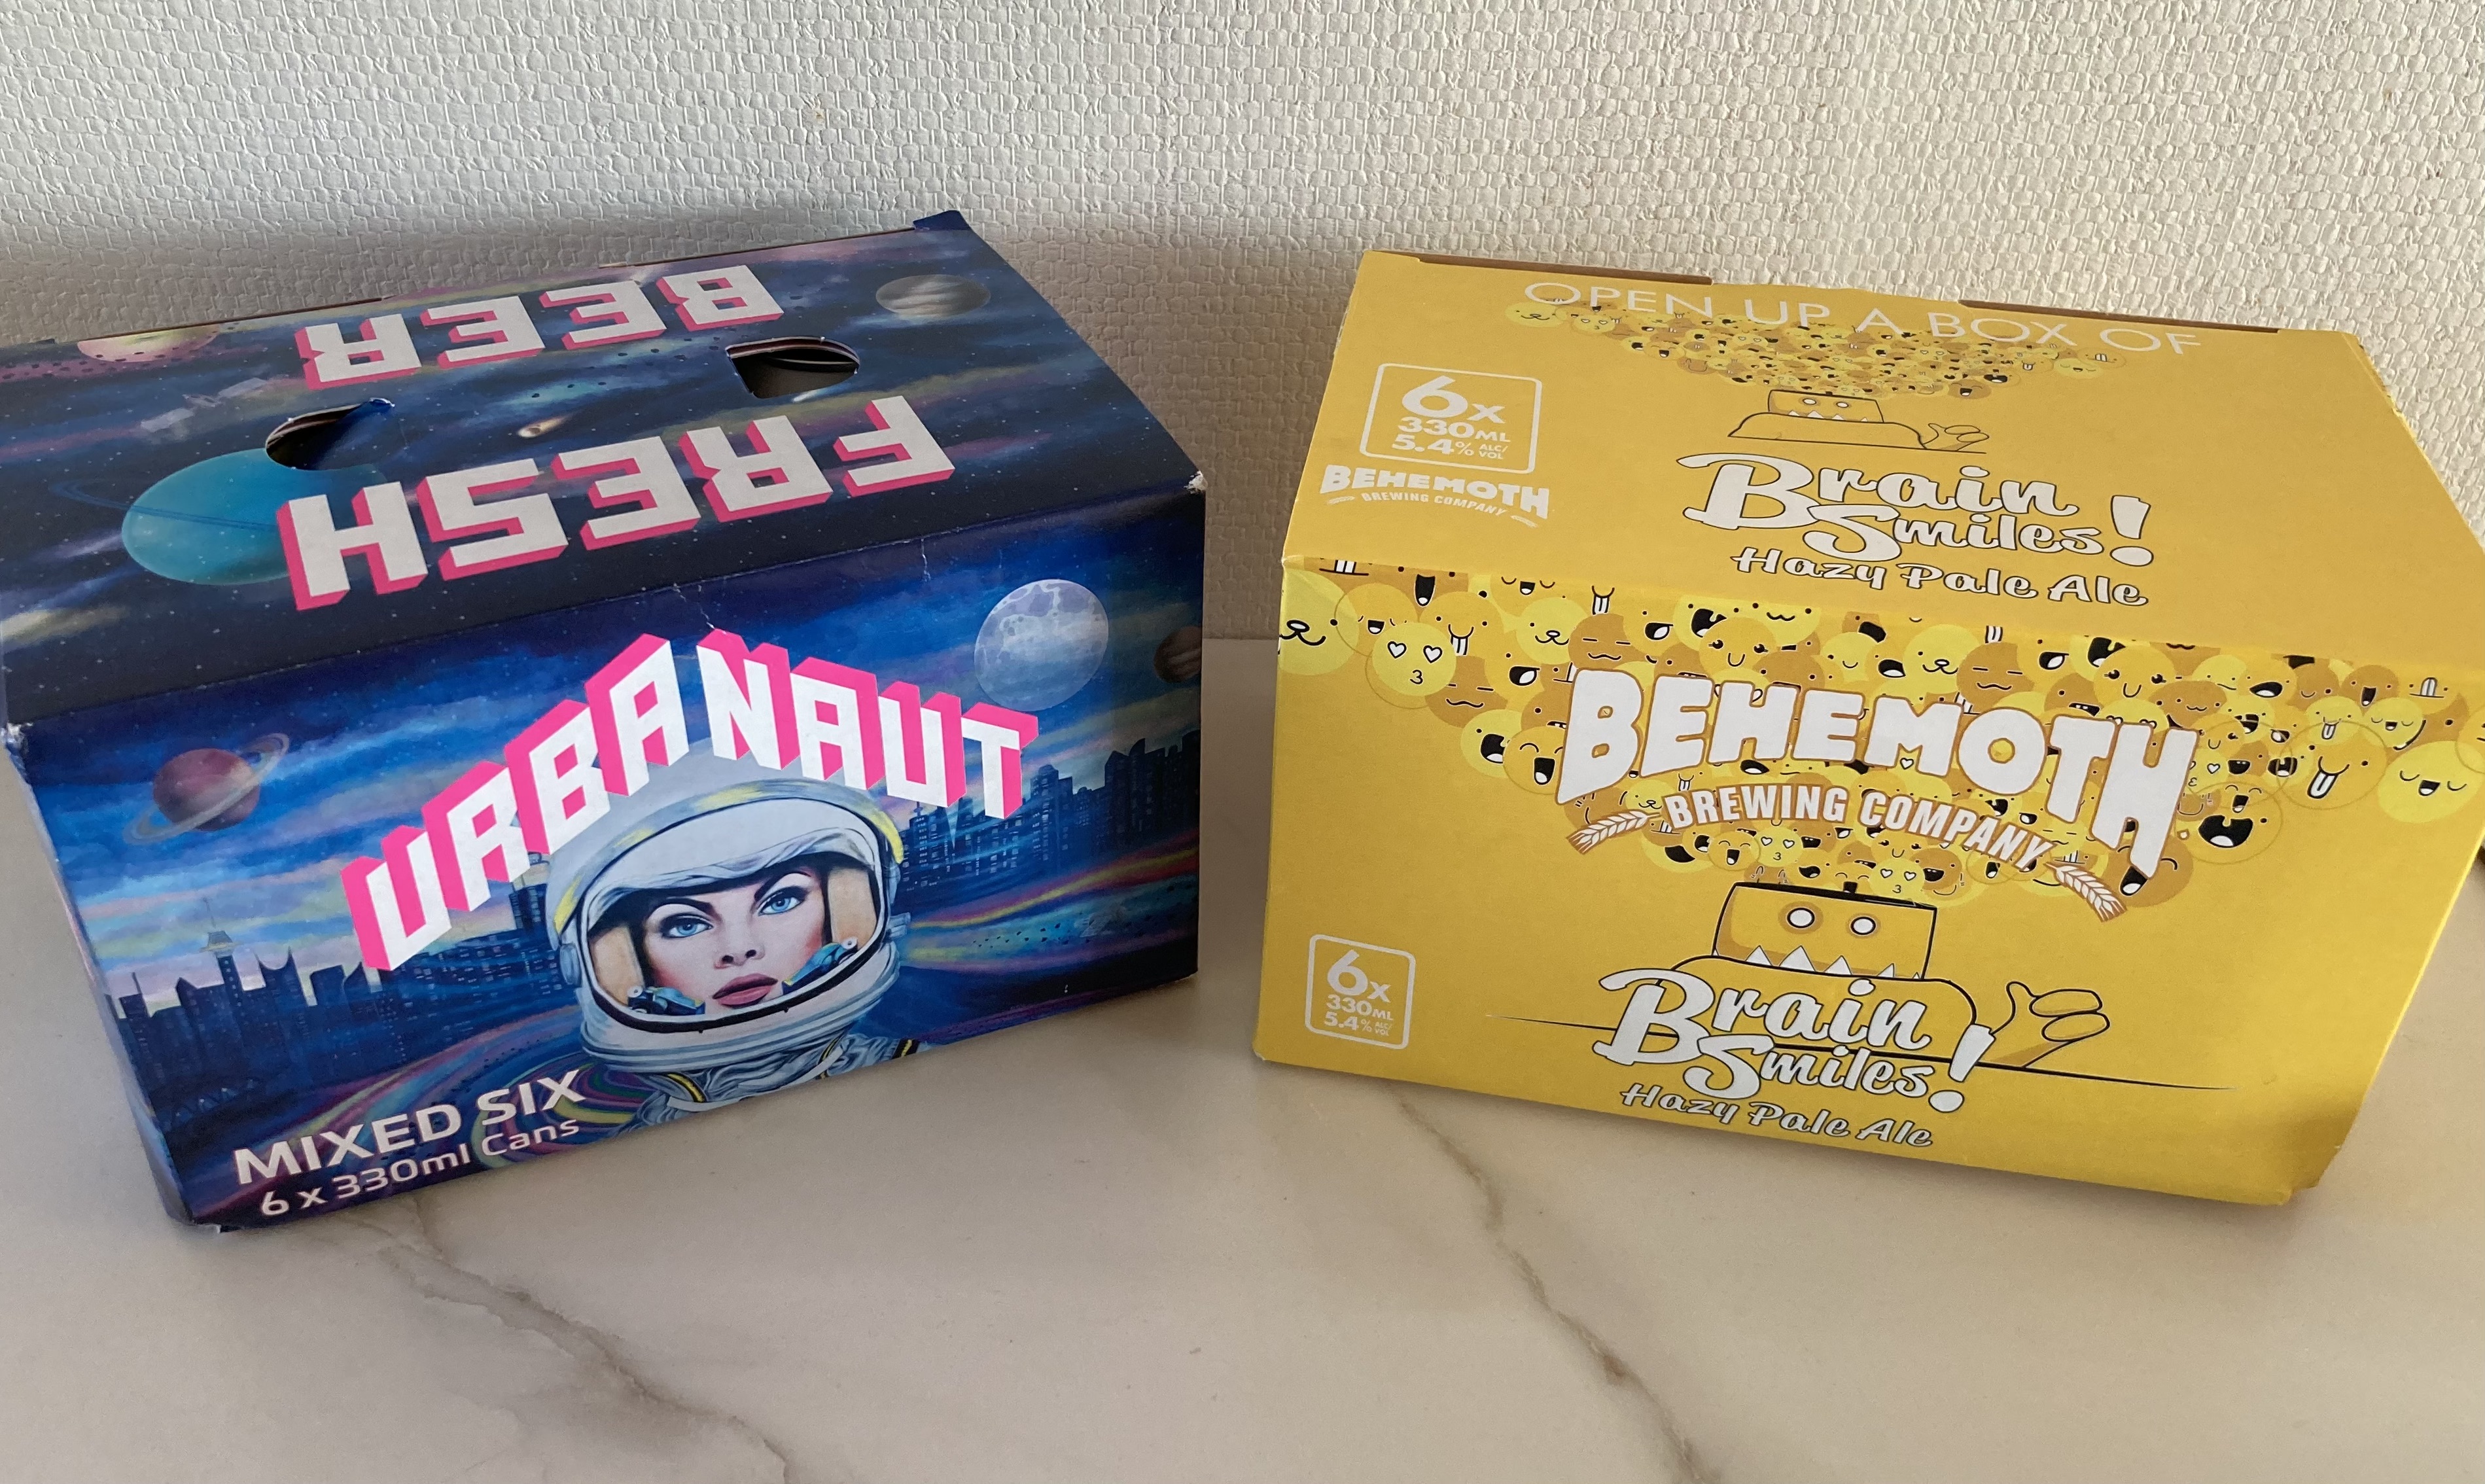 FRESH
BEER
URBANAUT
MIXED SIX
6 x 330ml Cans
OPEN UP A BOX OF
6x
330ML
5.4% ALC/
VOL
BEHEMOTH
BREWING COMPANY
Brain
Smiles!
Hazy Pale Ale
BEHEMOTH
BREWING COMPANY
6x
330ML
5.4% ALC/
VOL
Brain
Smiles!
Hazy Pale Ale